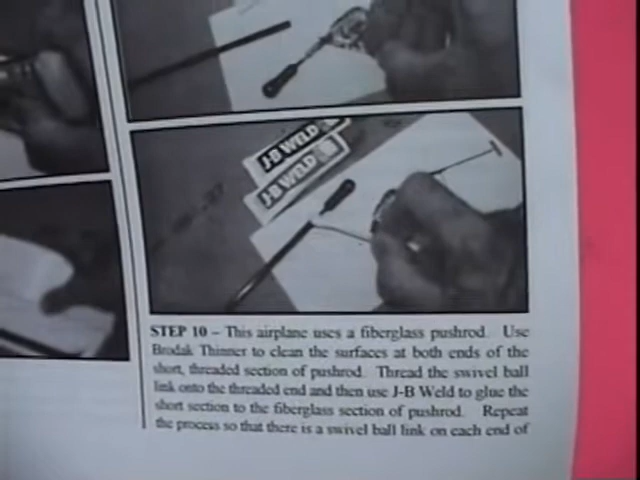 J-B WELD
J-B WELD
STEP 10 – This airplane uses a fiberglass pushrod. Use
Brodak Thinner to clean the surfaces at both ends of the
short, threaded section of pushrod. Thread the swivel ball
link onto the threaded end and then use J-B Weld to glue the
short section to the fiberglass section of pushrod. Repeat
the process so that there is a swivel ball link on each end of